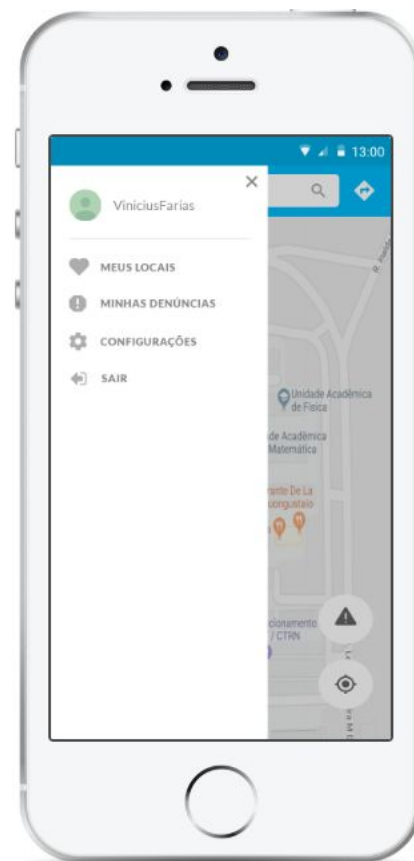 13:00
ViniciusFarias
MEUS LOCAIS
MINHAS DENÚNCIAS
CONFIGURAÇÕES
SAIR
Unidade Acadêmica
de Física
de Acadêmica
Matemática
rante De La
uongustaio
cionamento
/ CTRN